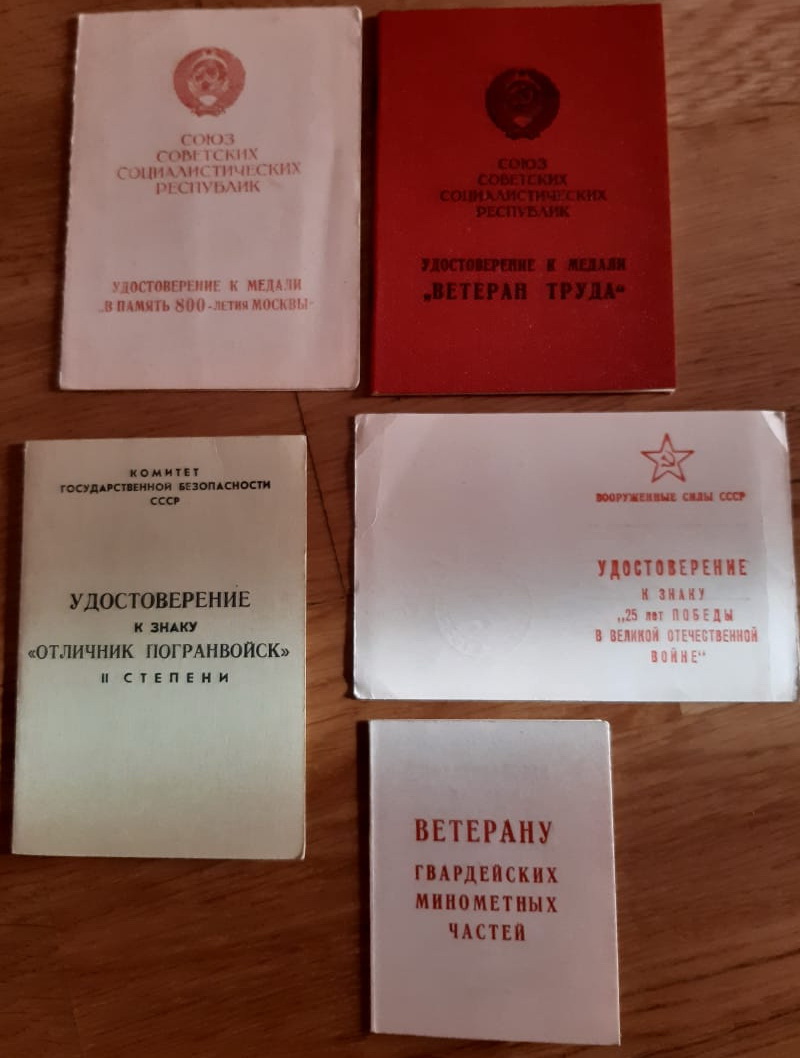 СОЮЗ
СОВЕТСКИХ
СОЦИАЛИСТИЧЕСКИХ
РЕСПУБЛИК
УДОСТОВЕРЕНИЕ К МЕДАЛИ
„В ПАМЯТЬ 800-ЛЕТИЯ МОСКВЫ“
СОЮЗ
СОВЕТСКИХ
СОЦИАЛИСТИЧЕСКИХ
РЕСПУБЛИК
УДОСТОВЕРЕНИЕ К МЕДАЛИ
„ВЕТЕРАН ТРУДА“
КОМИТЕТ
ГОСУДАРСТВЕННОЙ БЕЗОПАСНОСТИ
СССР
УДОСТОВЕРЕНИЕ
К ЗНАКУ
«ОТЛИЧНИК ПОГРАНВОЙСК»
II СТЕПЕНИ
ВООРУЖЕННЫЕ СИЛЫ СССР
УДОСТОВЕРЕНИЕ
К ЗНАКУ
„25 лет ПОБЕДЫ
В ВЕЛИКОЙ ОТЕЧЕСТВЕННОЙ
ВОЙНЕ“
ВЕТЕРАНУ
ГВАРДЕЙСКИХ
МИНОМЕТНЫХ
ЧАСТЕЙ